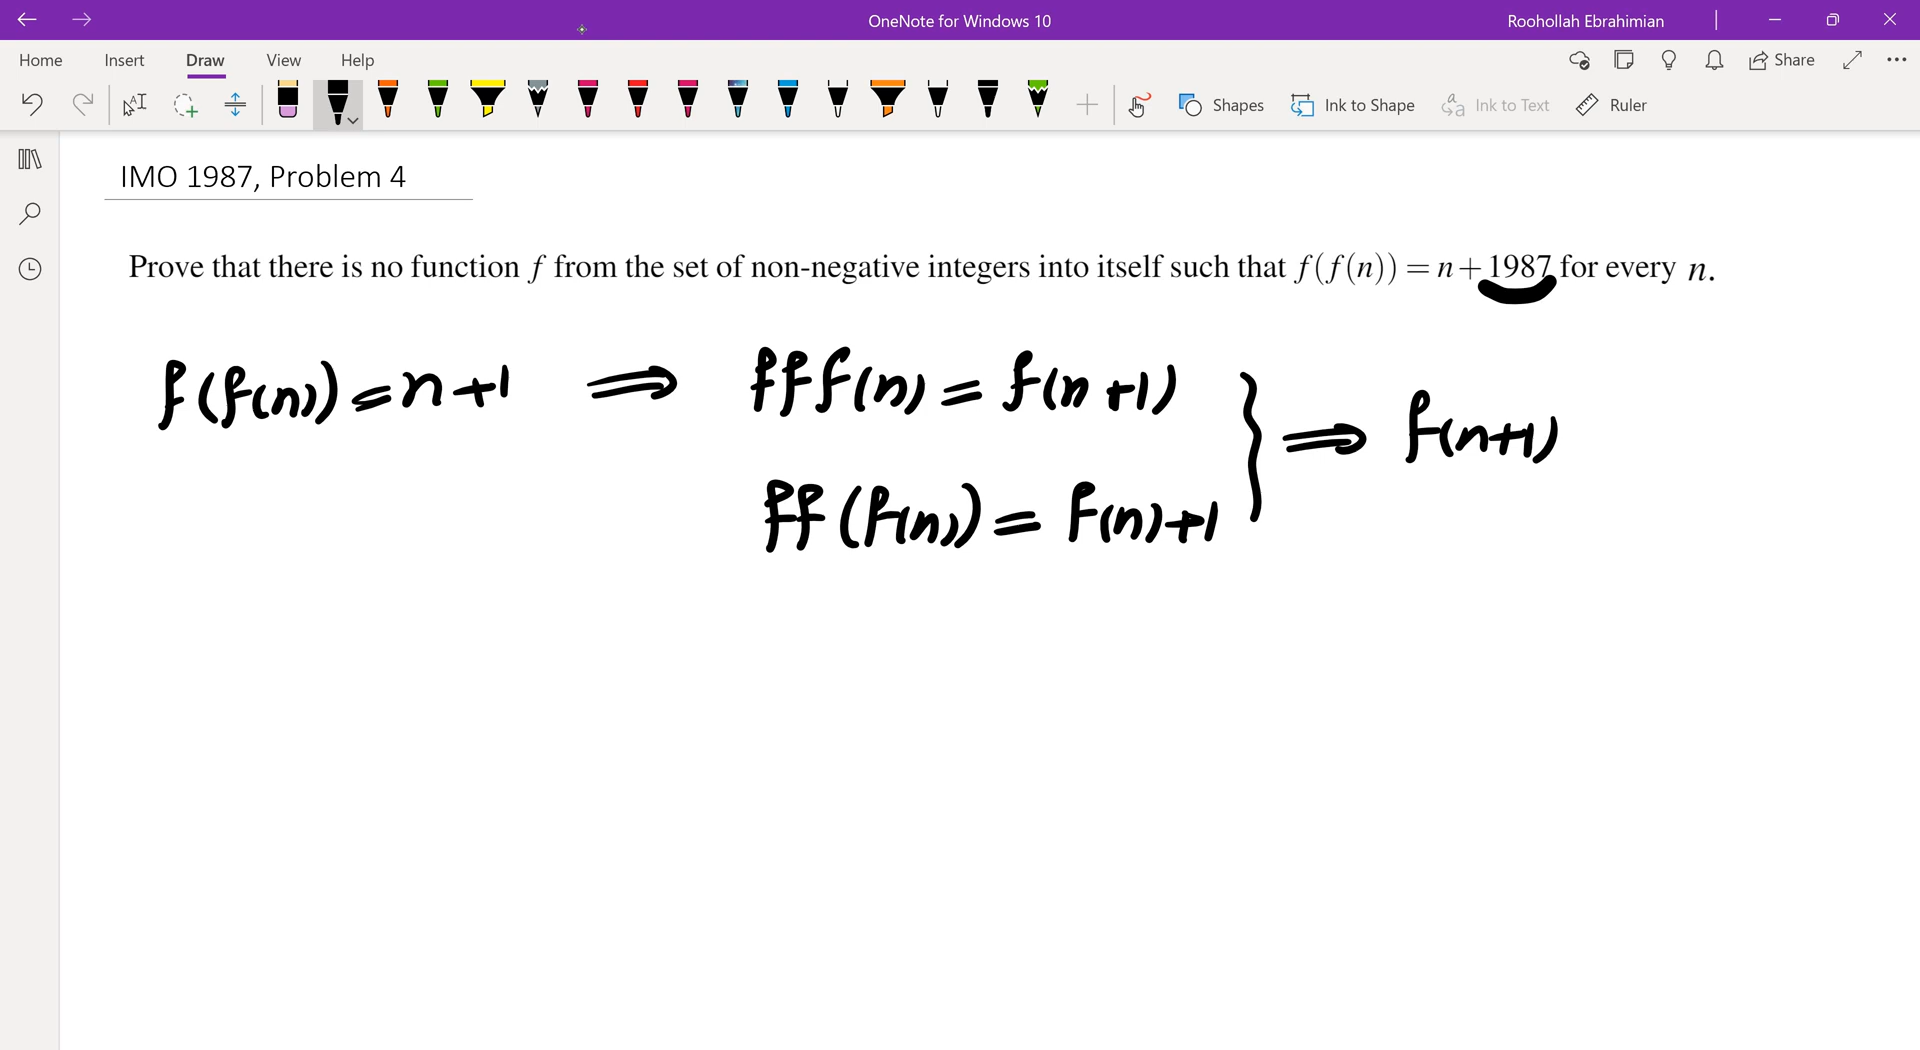 OneNote for Windows 10
Roohollah Ebrahimian
Home Insert Draw View Help
Share
Shapes Ink to Shape Ink to Text Ruler
IMO 1987, Problem 4
Prove that there is no function f from the set of non-negative integers into itself such that f(f(n)) = n+1987 for every n.
f(f(n)) = n+1 ⟹ fff(n) = f(n+1)
} ⟹ f(n+1)
ff(f(n)) = f(n)+1